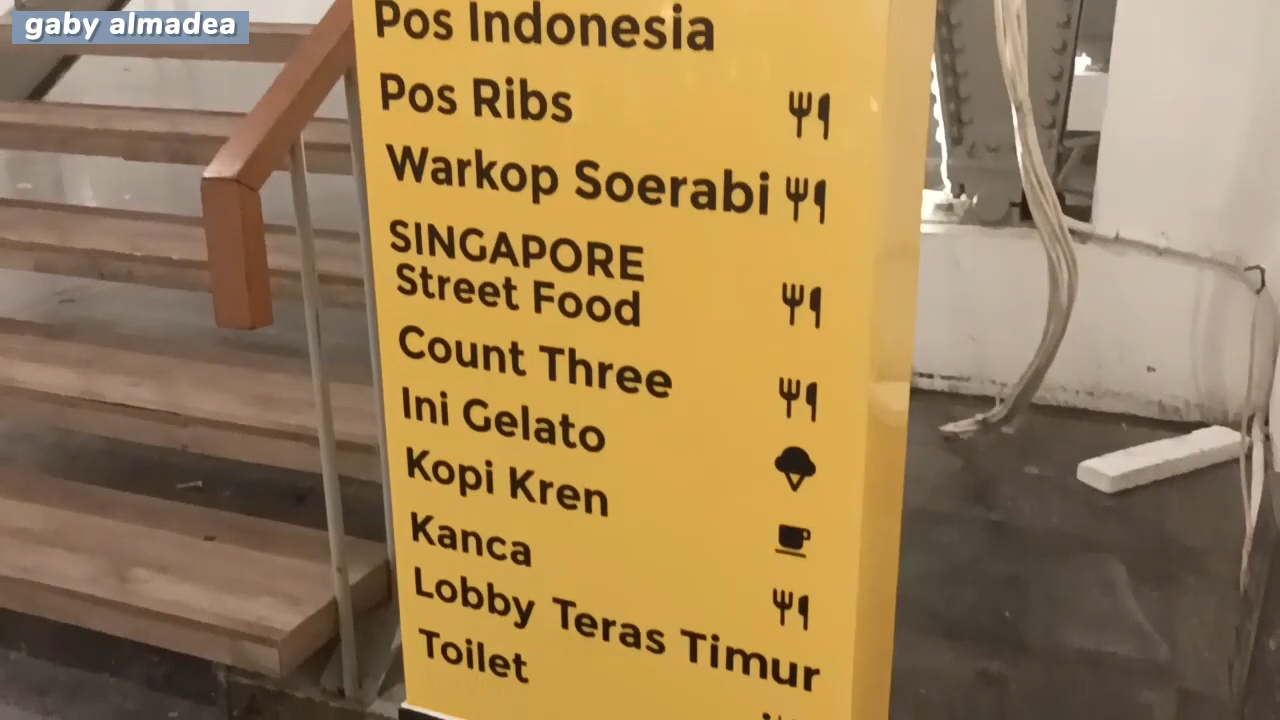 gaby almadea
Pos Indonesia
Pos Ribs
Warkop Soerabi
SINGAPORE
Street Food
Count Three
Ini Gelato
Kopi Kren
Kanca
Lobby Teras Timur
Toilet